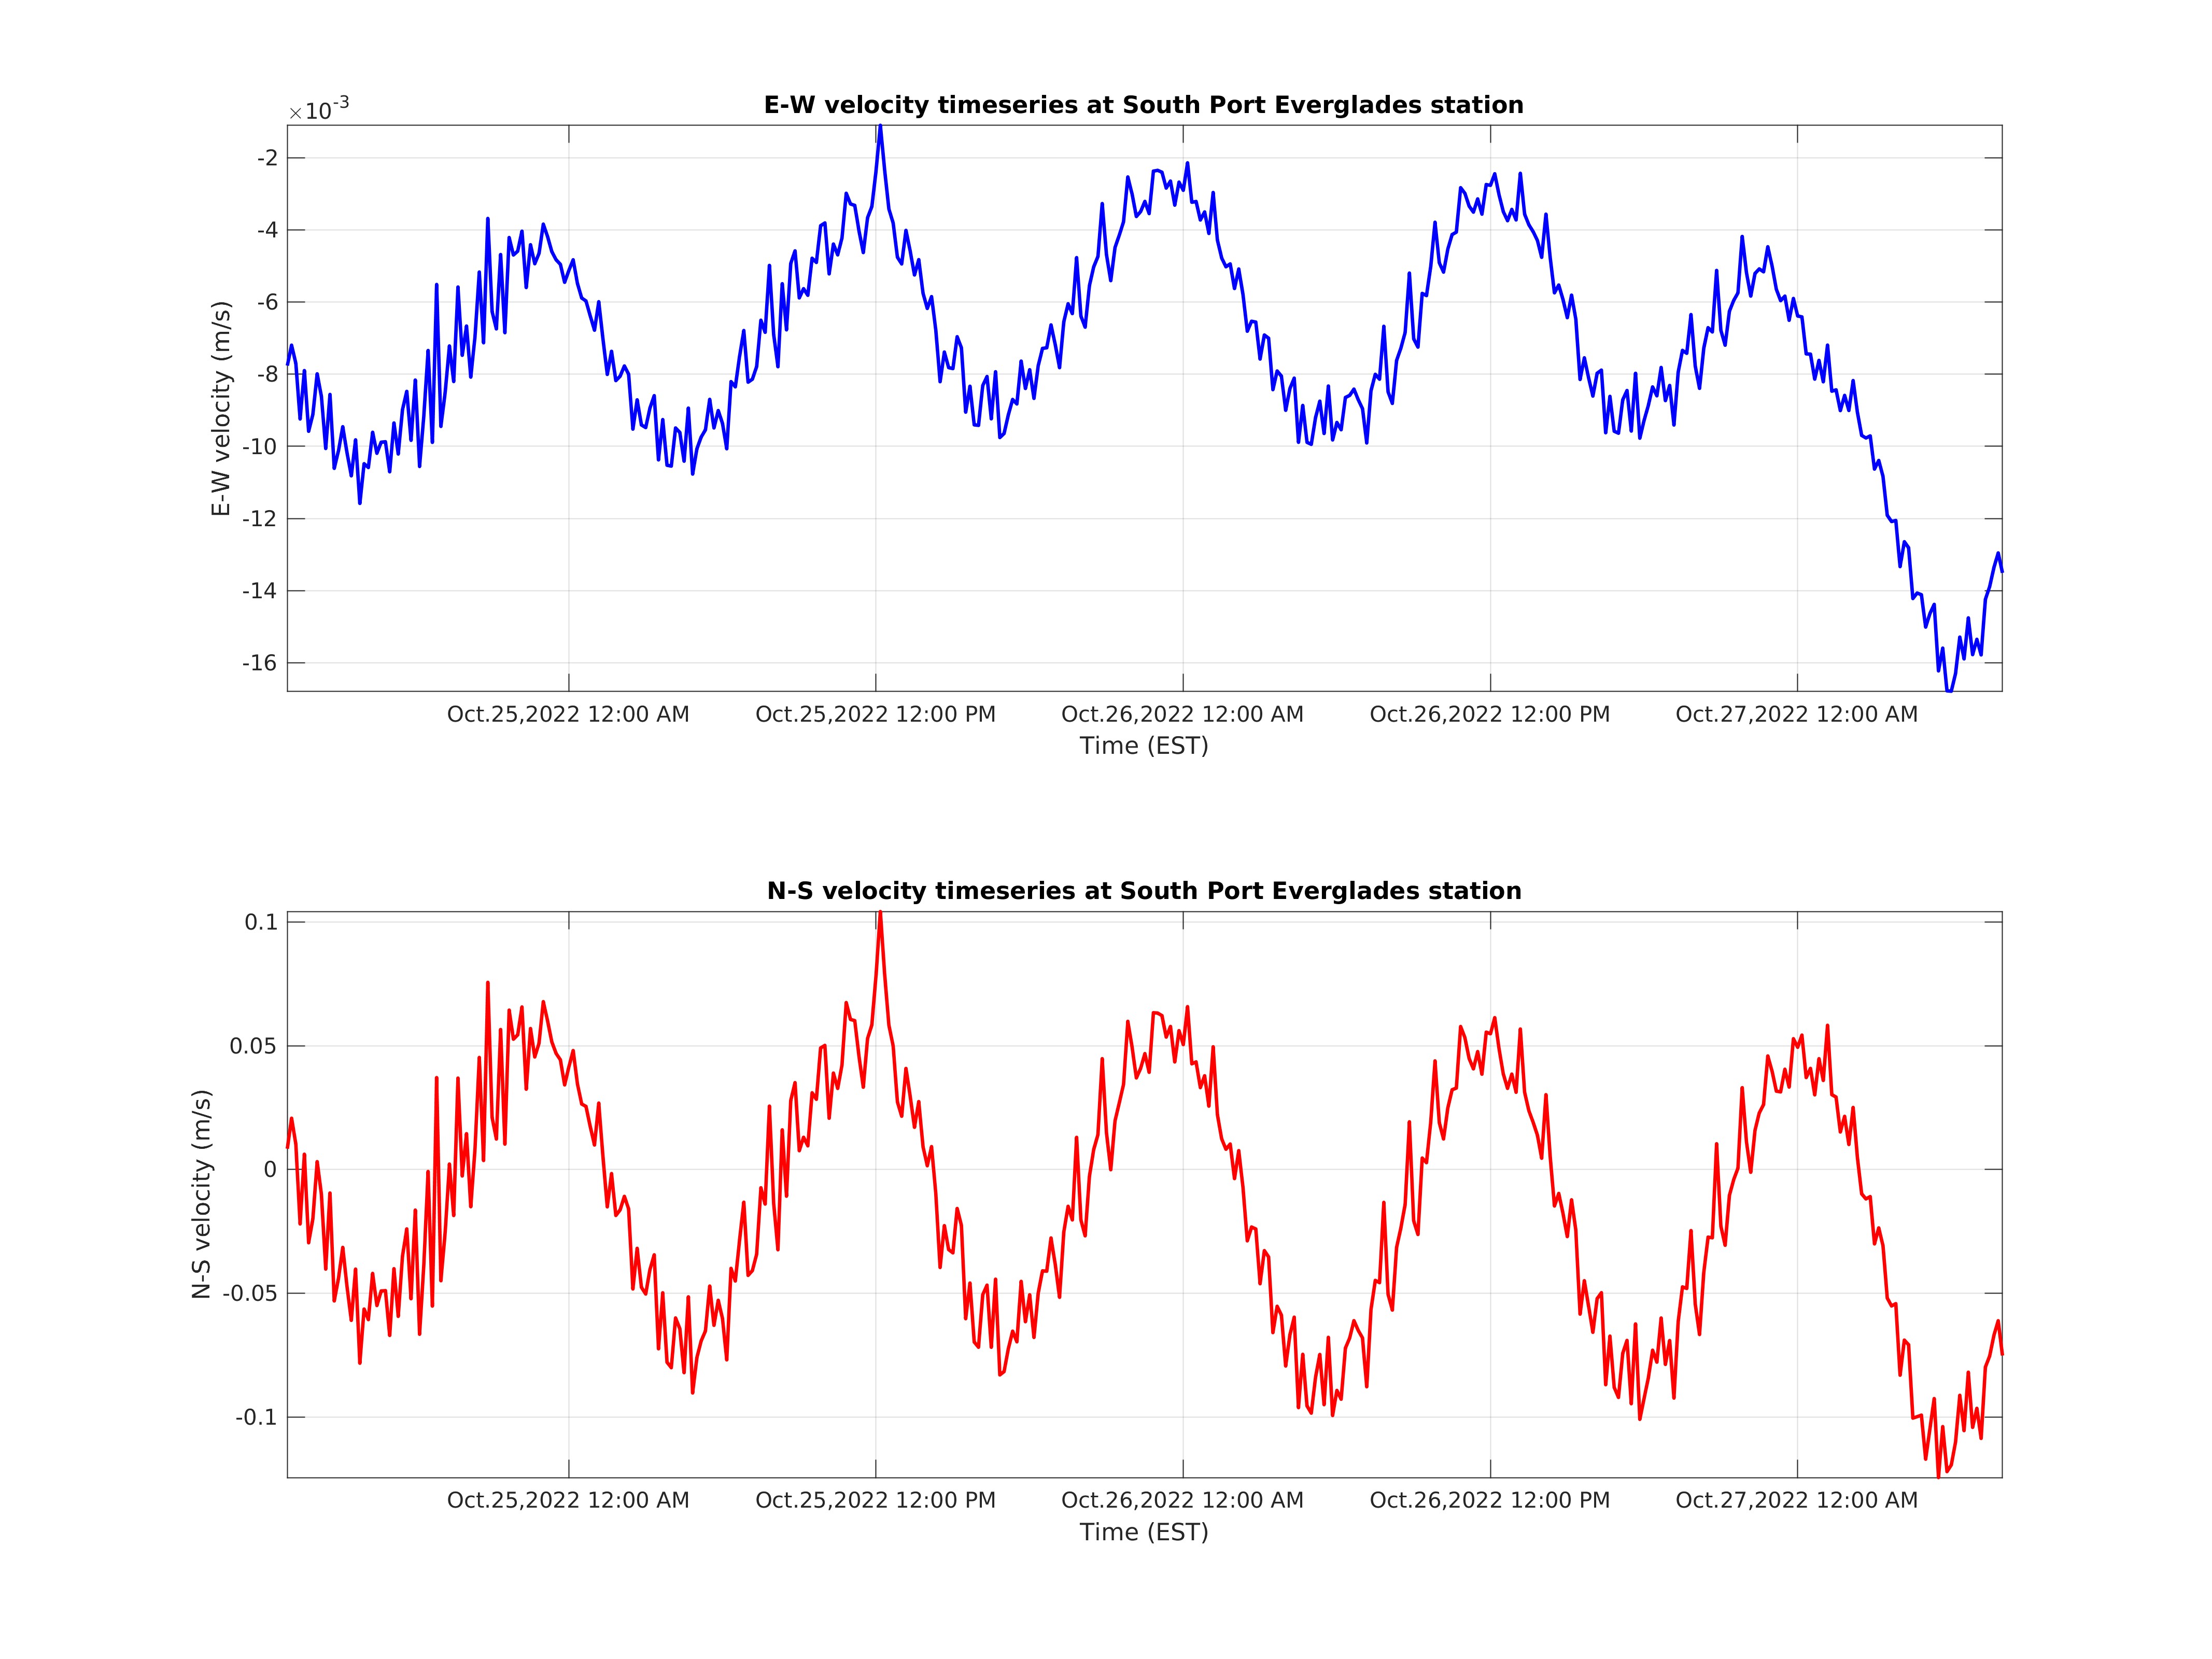 E-W velocity timeseries at South Port Everglades station
×10-3
-2
-4
-6
-8
-10
-12
-14
-16
E-W velocity (m/s)
Oct.25,2022 12:00 AM Oct.25,2022 12:00 PM Oct.26,2022 12:00 AM Oct.26,2022 12:00 PM Oct.27,2022 12:00 AM
Time (EST)
N-S velocity timeseries at South Port Everglades station
0.1
0.05
0
-0.05
-0.1
N-S velocity (m/s)
Oct.25,2022 12:00 AM Oct.25,2022 12:00 PM Oct.26,2022 12:00 AM Oct.26,2022 12:00 PM Oct.27,2022 12:00 AM
Time (EST)